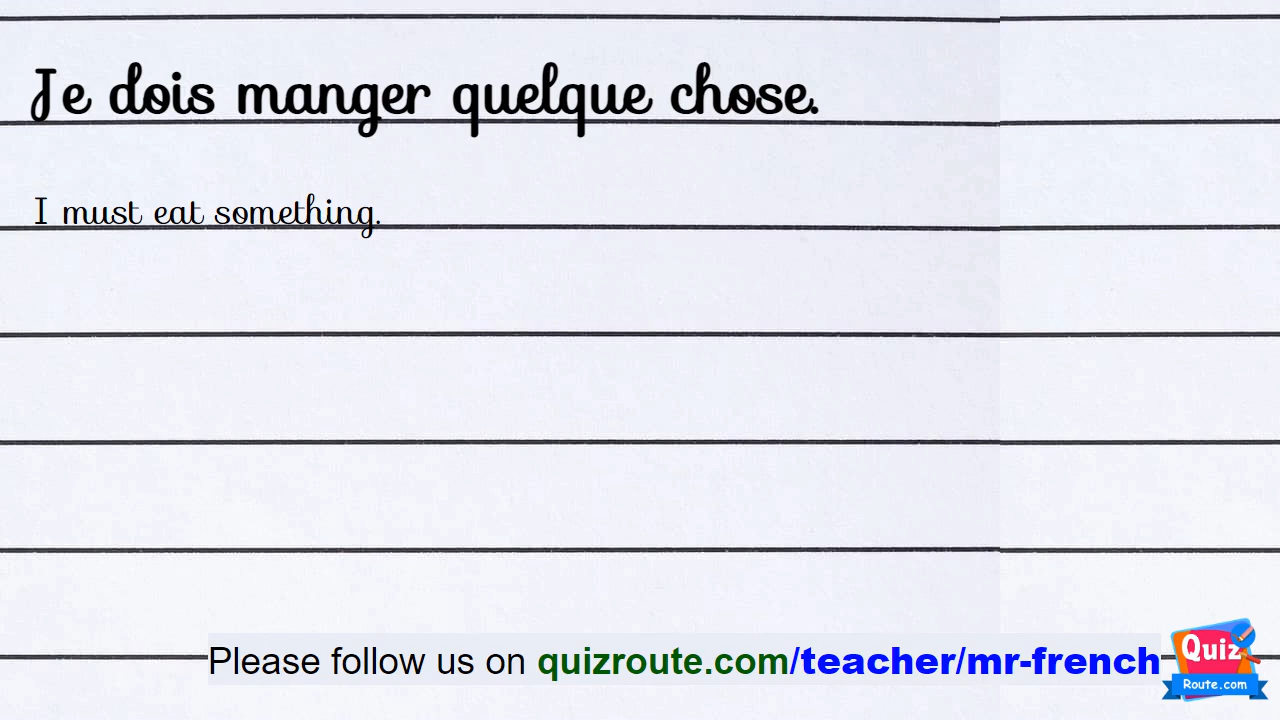 Je dois manger quelque chose.
I must eat something.
Please follow us on quizroute.com/teacher/mr-french
Quiz
Route.com